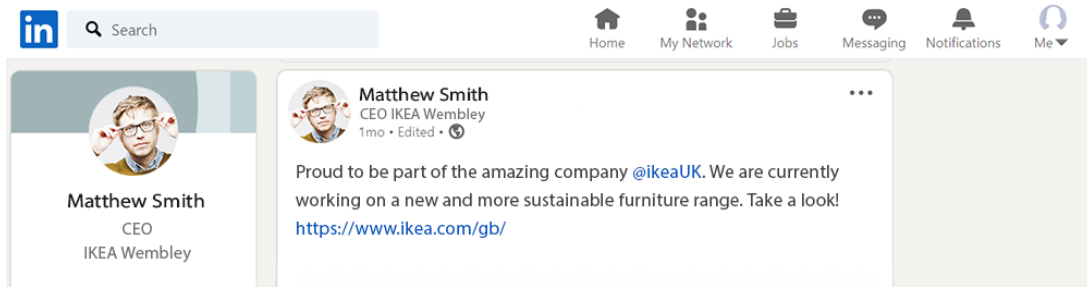 in Search
Home My Network Jobs Messaging Notifications Me
Matthew Smith
CEO
IKEA Wembley
Matthew Smith
CEO IKEA Wembley
1mo • Edited •
Proud to be part of the amazing company @ikeaUK. We are currently
working on a new and more sustainable furniture range. Take a look!
https://www.ikea.com/gb/